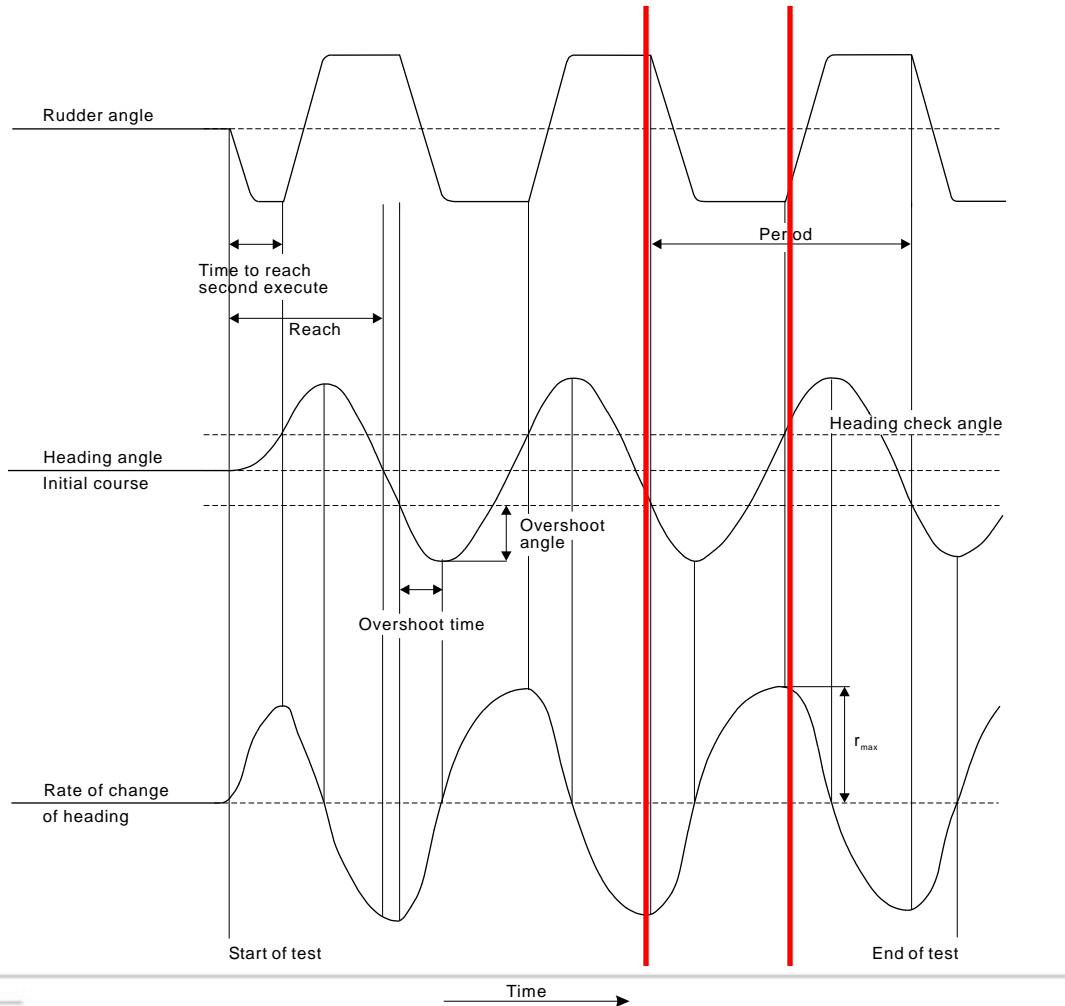 Rudder angle
Period
Time to reach
second execute
Reach
Heading check angle
Heading angle
Initial course
Overshoot
angle
Overshoot time
r max
Rate of change
of heading
Start of test
End of test
Time